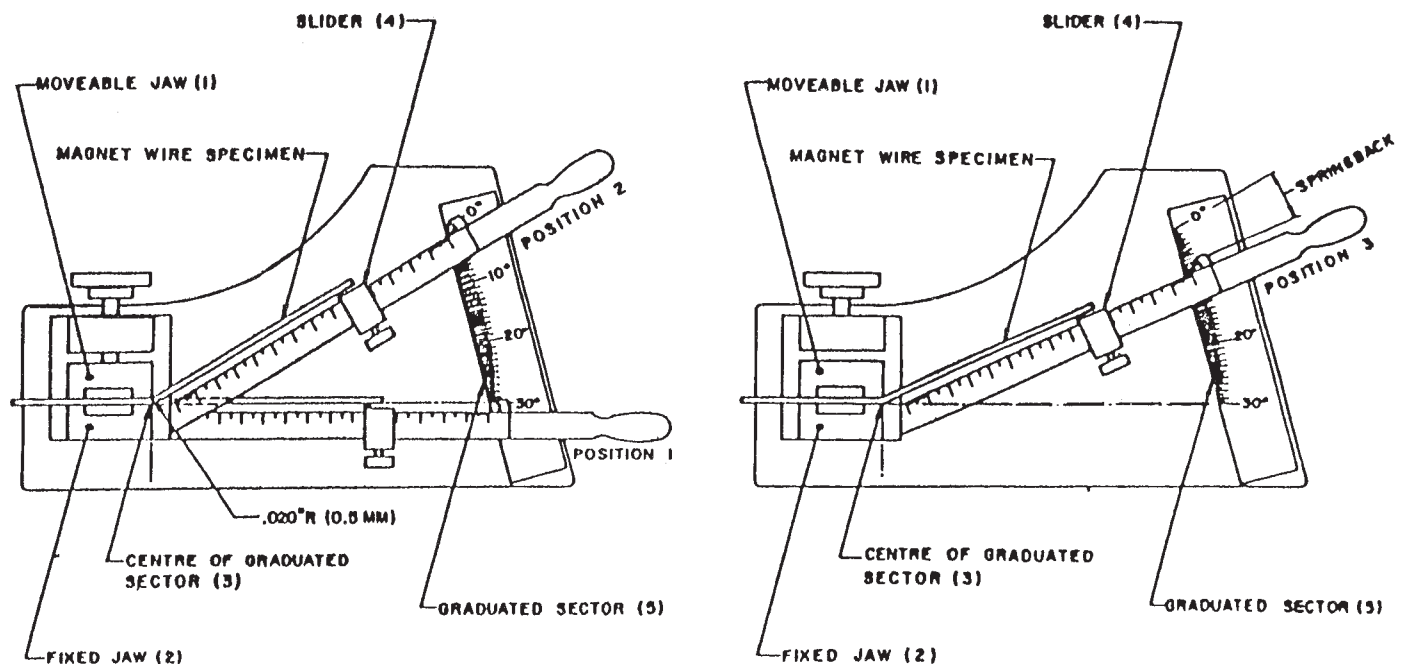 SLIDER (4)
MOVEABLE JAW (1)
MAGNET WIRE SPECIMEN
0°
10°
20°
30°
POSITION 2
POSITION 1
.020"R (0.5 MM)
CENTRE OF GRADUATED
SECTOR (3)
GRADUATED SECTOR (5)
FIXED JAW (2)
SLIDER (4)
MOVEABLE JAW (1)
MAGNET WIRE SPECIMEN
SPRINGBACK
0°
20°
30°
POSITION 3
CENTRE OF GRADUATED
SECTOR (3)
GRADUATED SECTOR (5)
FIXED JAW (2)